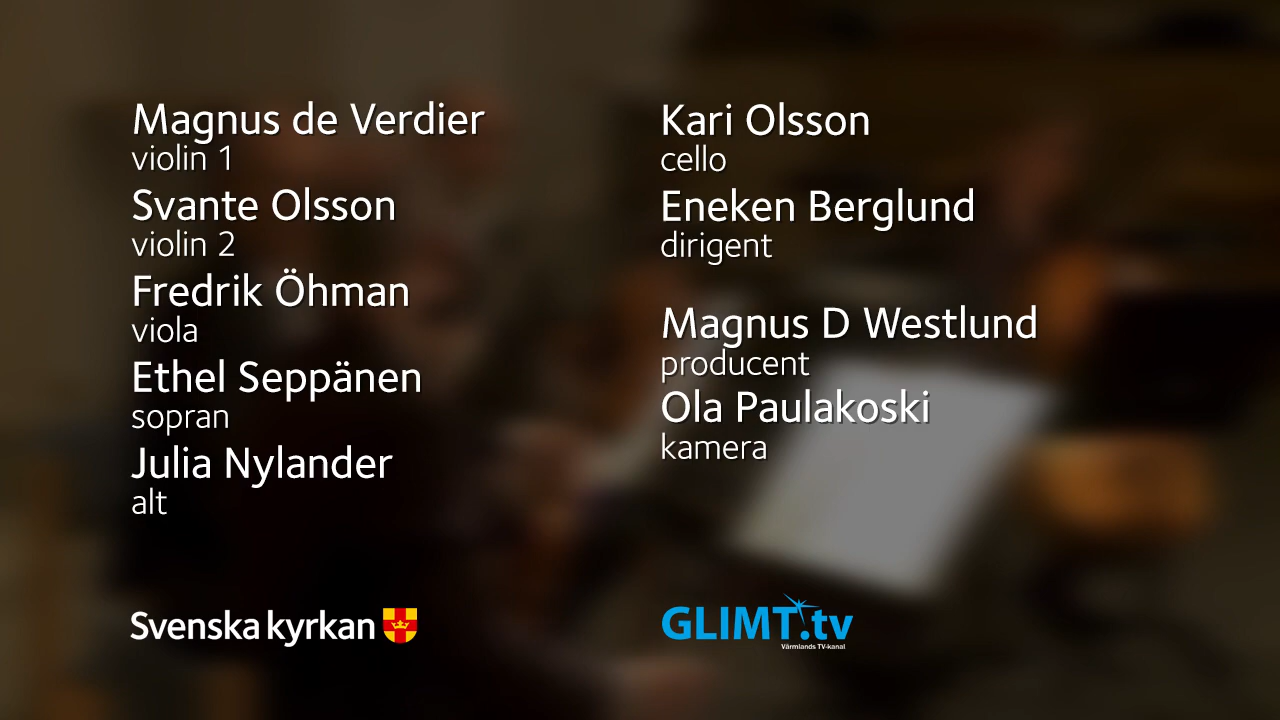 Magnus de Verdier
violin 1
Svante Olsson
violin 2
Fredrik Öhman
viola
Ethel Seppänen
sopran
Julia Nylander
alt
Kari Olsson
cello
Eneken Berglund
dirigent
Magnus D Westlund
producent
Ola Paulakoski
kamera
Svenska kyrkan
GLIMT.tv
Värmlands TV-kanal